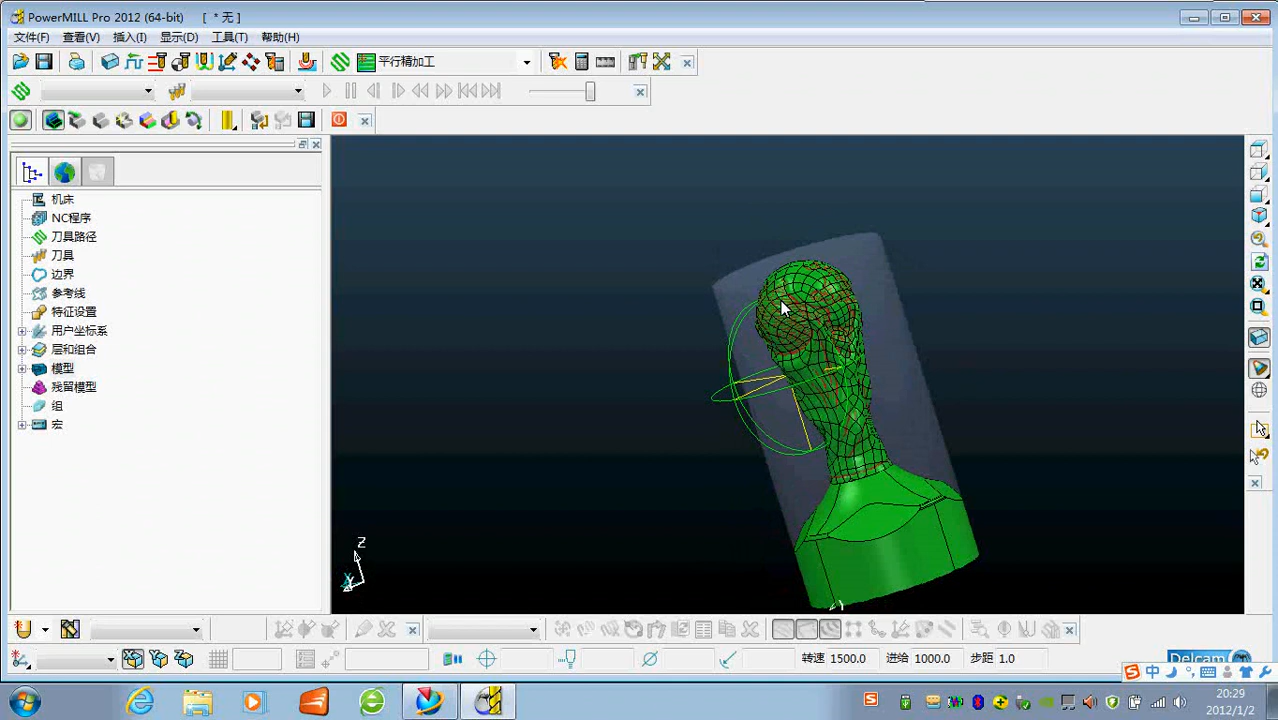 PowerMILL Pro 2012 (64-bit) [ * 无 ]
文件(F) 查看(V) 插入(I) 显示(D) 工具(T) 帮助(H)
平行精加工
机床
NC程序
刀具路径
刀具
边界
参考线
特征设置
用户坐标系
层和组合
模型
残留模型
组
宏
Z
X
Y
转速 1500.0 进给 1000.0 步距 1.0
Delcam
中
20:29
2012/1/2